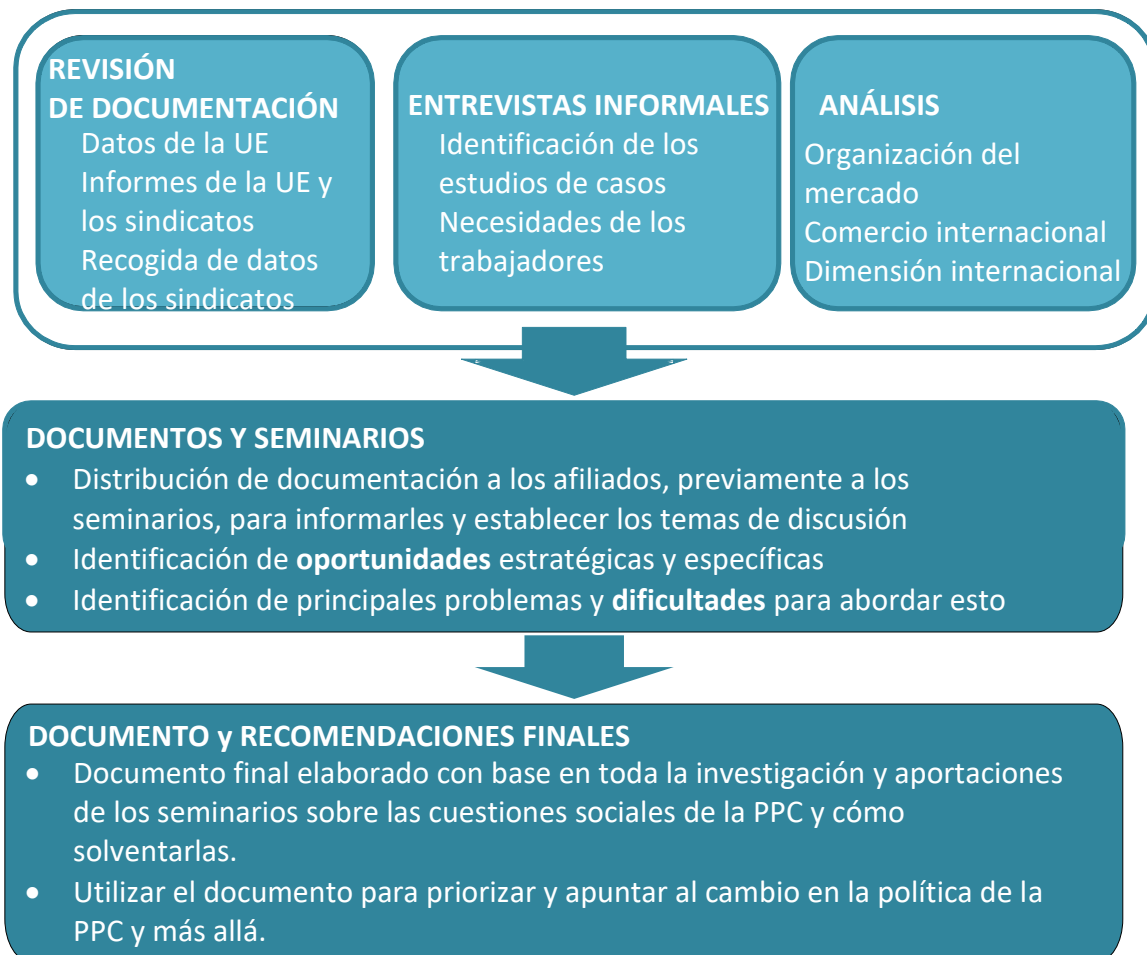 REVISIÓN
DE DOCUMENTACIÓN
Datos de la UE
Informes de la UE y
los sindicatos
Recogida de datos
de los sindicatos
ENTREVISTAS INFORMALES
Identificación de los
estudios de casos
Necesidades de los
trabajadores
ANÁLISIS
Organización del
mercado
Comercio internacional
Dimensión internacional
DOCUMENTOS Y SEMINARIOS
• Distribución de documentación a los afiliados, previamente a los
seminarios, para informarles y establecer los temas de discusión
• Identificación de oportunidades estratégicas y específicas
• Identificación de principales problemas y dificultades para abordar esto
DOCUMENTO y RECOMENDACIONES FINALES
• Documento final elaborado con base en toda la investigación y aportaciones
de los seminarios sobre las cuestiones sociales de la PPC y cómo
solventarlas.
• Utilizar el documento para priorizar y apuntar al cambio en la política de la
PPC y más allá.